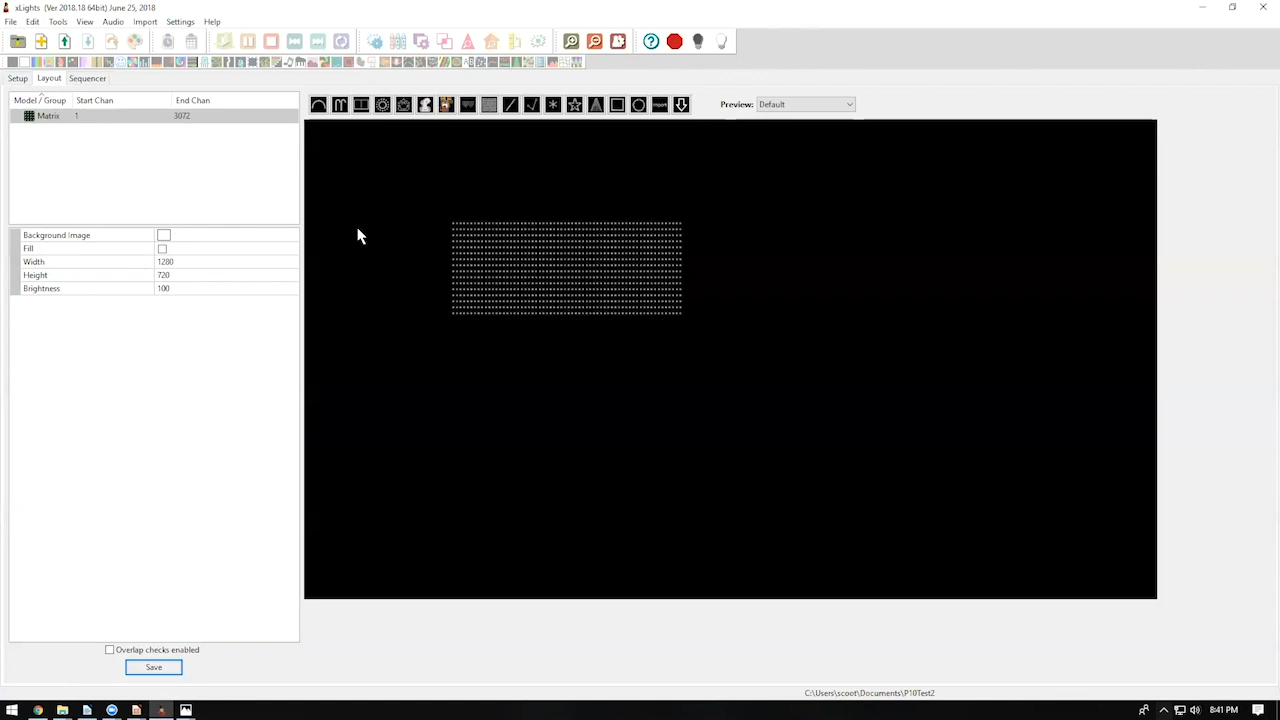 xLights (Ver 2018.18 64bit) June 25, 2018
File Edit Tools View Audio Import Settings Help
Setup Layout Sequencer
Model / Group Start Chan End Chan
Matrix 1 3072
Preview: Default
Background Image
Fill
Width 1280
Height 720
Brightness 100
Overlap checks enabled
Save
C:\Users\scoot\Documents\P10Test2
8:41 PM